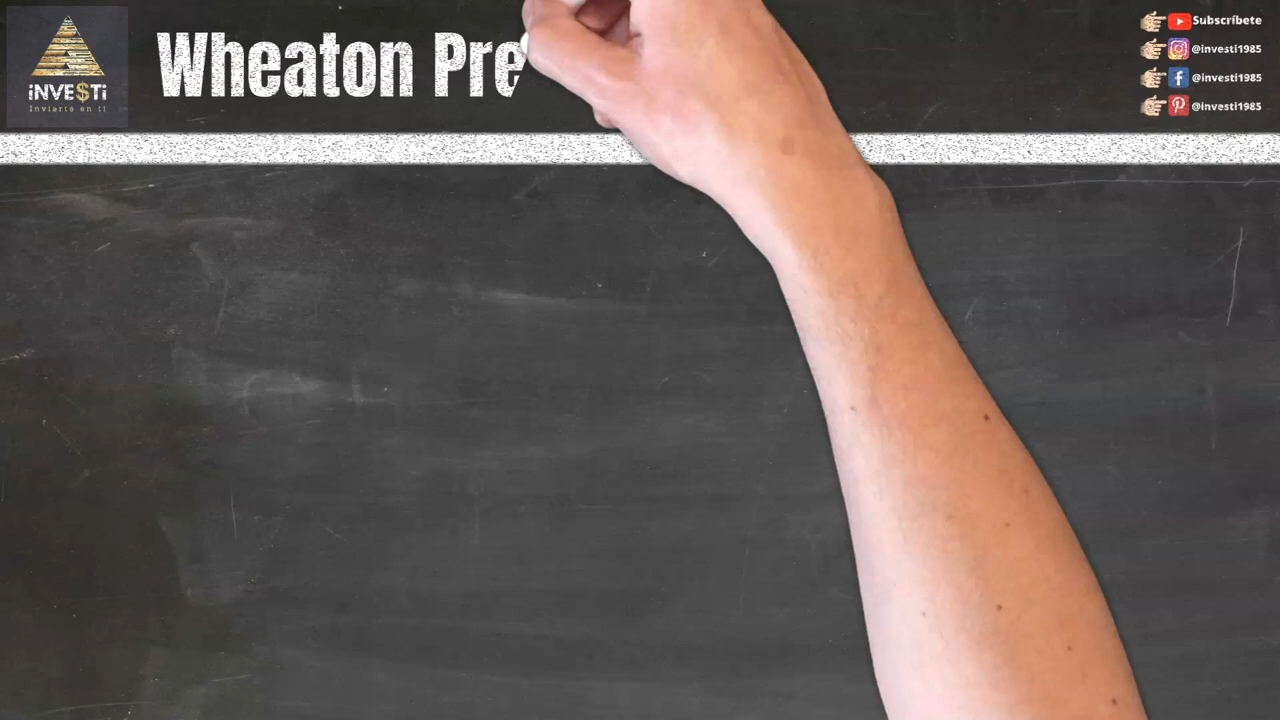 Wheaton Pre
iNVE$Ti
Invierte en ti
Subscríbete
@investi1985
@investi1985
@investi1985